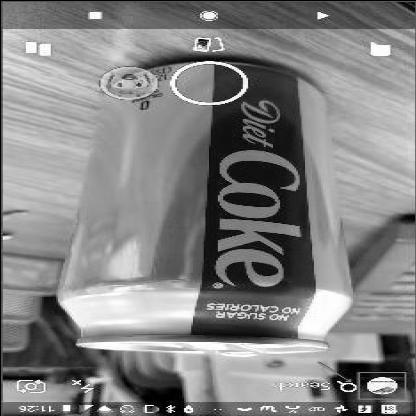 Diet
Coke
NO SUGAR
NO CALORIES
Search
11:26